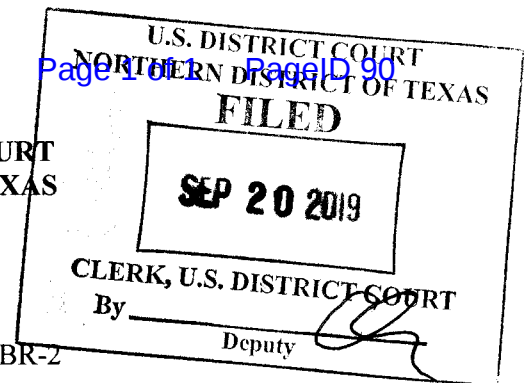 U.S. DISTRICT COURT
NORTHERN DISTRICT OF TEXAS
Page 1 of 1 PageID 90
FILED
URT
XAS
SEP 20 2019
CLERK, U.S. DISTRICT COURT
By
Deputy
BR-2